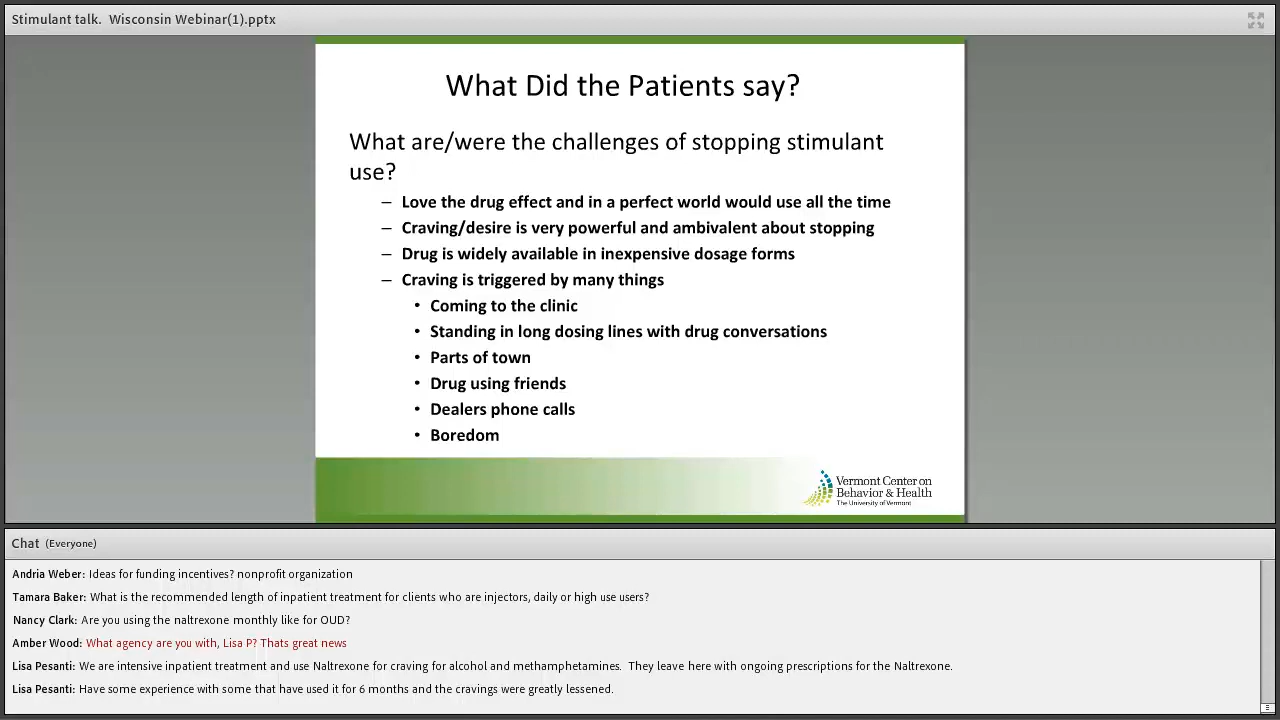 Stimulant talk.  Wisconsin Webinar(1).pptx
What Did the Patients say?
What are/were the challenges of stopping stimulant
use?
– Love the drug effect and in a perfect world would use all the time
– Craving/desire is very powerful and ambivalent about stopping
– Drug is widely available in inexpensive dosage forms
– Craving is triggered by many things
• Coming to the clinic
• Standing in long dosing lines with drug conversations
• Parts of town
• Drug using friends
• Dealers phone calls
• Boredom
Vermont Center on
Behavior & Health
The University of Vermont
Chat (Everyone)
Andria Weber: Ideas for funding incentives? nonprofit organization
Tamara Baker: What is the recommended length of inpatient treatment for clients who are injectors, daily or high use users?
Nancy Clark: Are you using the naltrexone monthly like for OUD?
Amber Wood: What agency are you with, Lisa P? Thats great news
Lisa Pesanti: We are intensive inpatient treatment and use Naltrexone for craving for alcohol and methamphetamines.  They leave here with ongoing prescriptions for the Naltrexone.
Lisa Pesanti: Have some experience with some that have used it for 6 months and the cravings were greatly lessened.